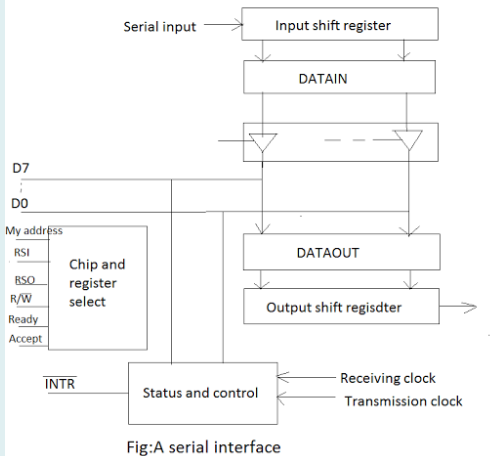 Serial input
Input shift register
DATAIN
D7
D0
My address
RSI
RSO
R/W̅
Ready
Accept
Chip and
register
select
DATAOUT
Output shift regisdter
I̅N̅T̅R̅
Status and control
Receiving clock
Transmission clock
Fig:A serial interface